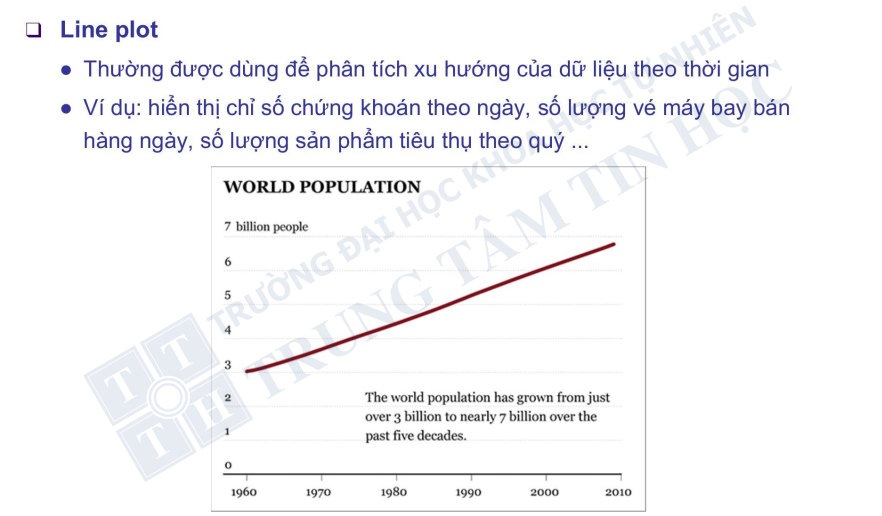 Line plot
Thường được dùng để phân tích xu hướng của dữ liệu theo thời gian
Ví dụ: hiển thị chỉ số chứng khoán theo ngày, số lượng vé máy bay bán
hàng ngày, số lượng sản phẩm tiêu thụ theo quý ...
WORLD POPULATION
7 billion people
6
5
4
3
2
1
0
The world population has grown from just
over 3 billion to nearly 7 billion over the
past five decades.
1960 1970 1980 1990 2000 2010
TRƯỜNG ĐẠI HỌC KHOA HỌC TỰ NHIÊN
TRUNG TÂM TIN HỌC
T T
T H